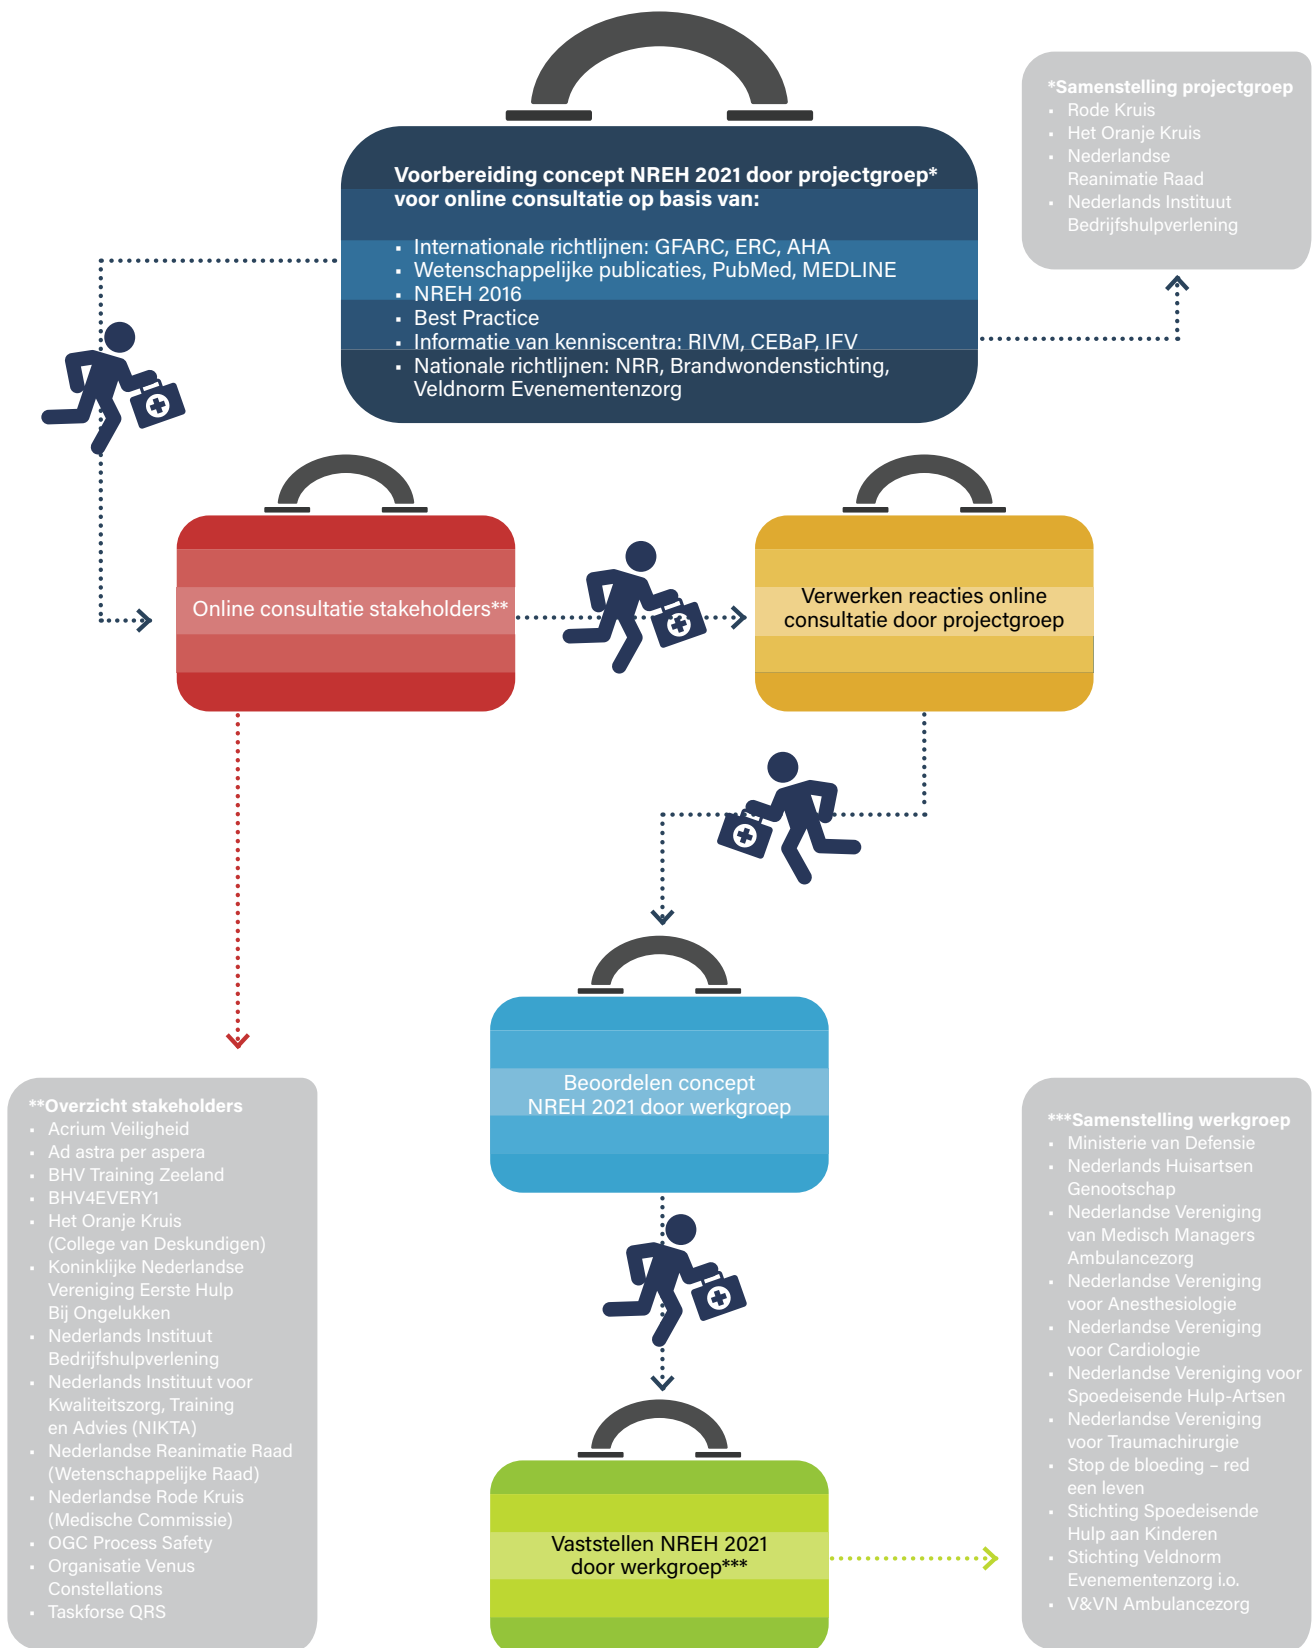 Voorbereiding concept NREH 2021 door projectgroep*
voor online consultatie op basis van:
▪ Internationale richtlijnen: GFARC, ERC, AHA
▪ Wetenschappelijke publicaties, PubMed, MEDLINE
▪ NREH 2016
▪ Best Practice
▪ Informatie van kenniscentra: RIVM, CEBaP, IFV
▪ Nationale richtlijnen: NRR, Brandwondenstichting,
Veldnorm Evenementenzorg
*Samenstelling projectgroep
▪ Rode Kruis
▪ Het Oranje Kruis
▪ Nederlandse
Reanimatie Raad
▪ Nederlands Instituut
Bedrijfshulpverlening
Online consultatie stakeholders**
Verwerken reacties online
consultatie door projectgroep
Beoordelen concept
NREH 2021 door werkgroep
Vaststellen NREH 2021
door werkgroep***
**Overzicht stakeholders
▪ Acrium Veiligheid
▪ Ad astra per aspera
▪ BHV Training Zeeland
▪ BHV4EVERY1
▪ Het Oranje Kruis
(College van Deskundigen)
▪ Koninklijke Nederlandse
Vereniging Eerste Hulp
Bij Ongelukken
▪ Nederlands Instituut
Bedrijfshulpverlening
▪ Nederlands Instituut voor
Kwaliteitszorg, Training
en Advies (NIKTA)
▪ Nederlandse Reanimatie Raad
(Wetenschappelijke Raad)
▪ Nederlandse Rode Kruis
(Medische Commissie)
▪ OGC Process Safety
▪ Organisatie Venus
Constellations
▪ Taskforse QRS
***Samenstelling werkgroep
▪ Ministerie van Defensie
▪ Nederlands Huisartsen
Genootschap
▪ Nederlandse Vereniging
van Medisch Managers
Ambulancezorg
▪ Nederlandse Vereniging
voor Anesthesiologie
▪ Nederlandse Vereniging
voor Cardiologie
▪ Nederlandse Vereniging voor
Spoedeisende Hulp-Artsen
▪ Nederlandse Vereniging
voor Traumachirurgie
▪ Stop de bloeding – red
een leven
▪ Stichting Spoedeisende
Hulp aan Kinderen
▪ Stichting Veldnorm
Evenementenzorg i.o.
▪ V&VN Ambulancezorg